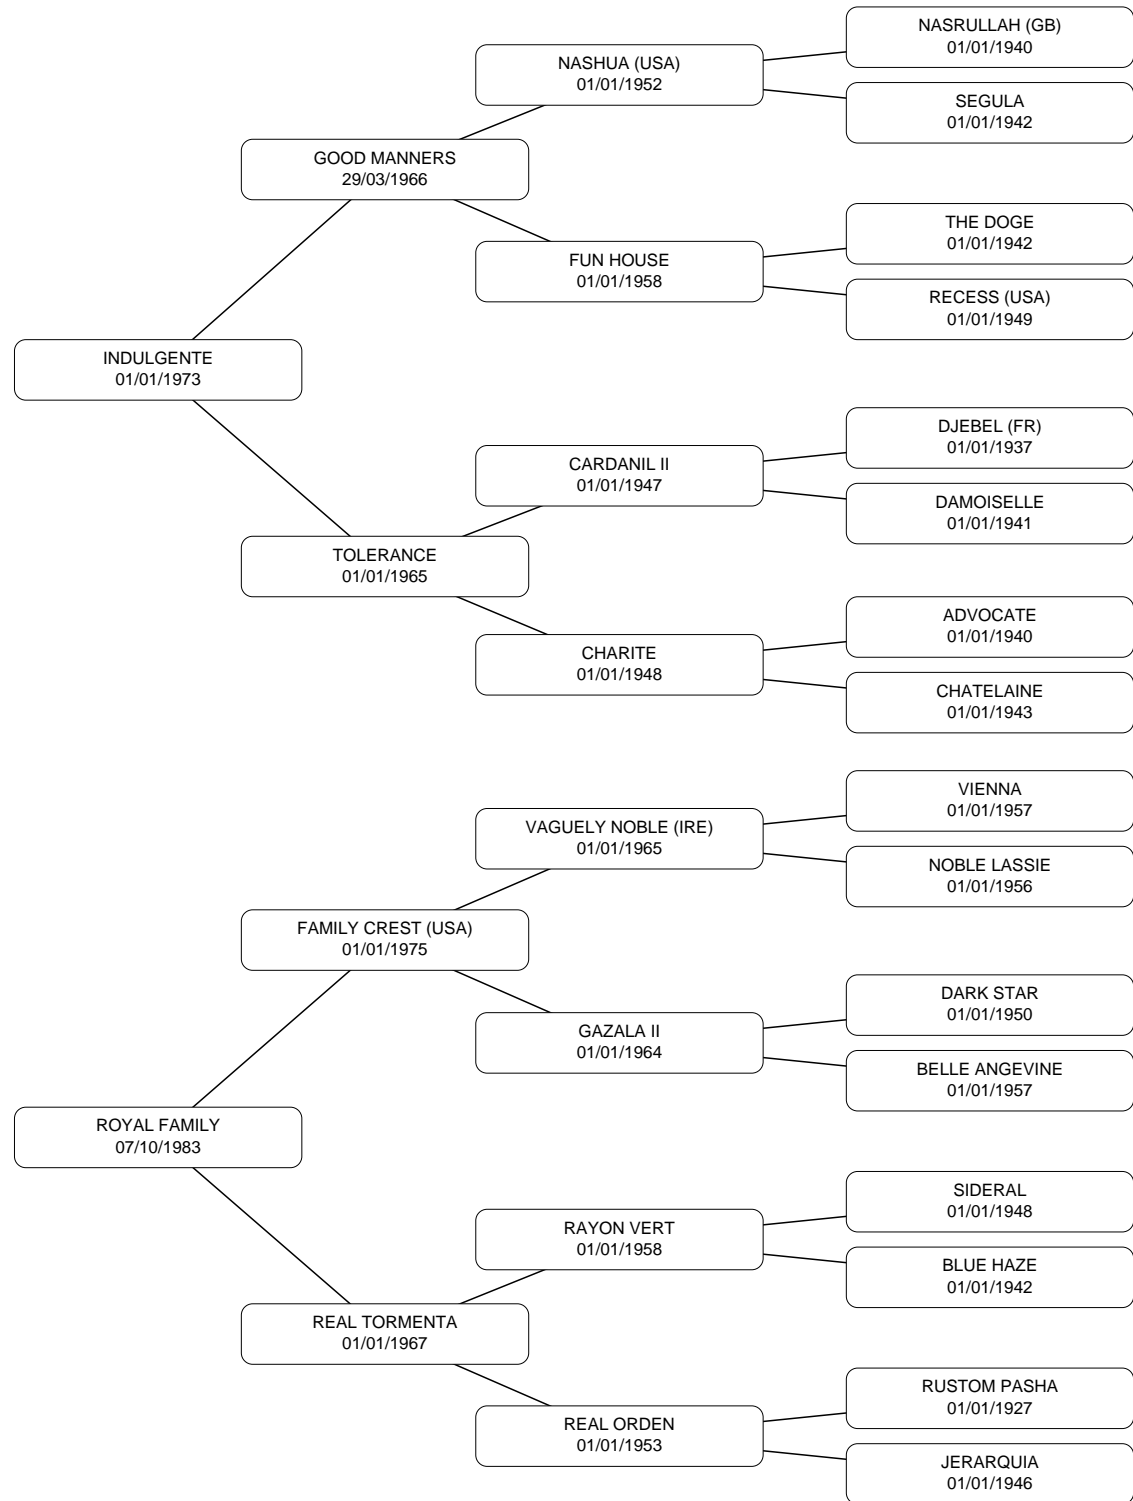 NASRULLAH (GB)
01/01/1940
NASHUA (USA)
01/01/1952
SEGULA
01/01/1942
GOOD MANNERS
29/03/1966
THE DOGE
01/01/1942
FUN HOUSE
01/01/1958
RECESS (USA)
01/01/1949
INDULGENTE
01/01/1973
DJEBEL (FR)
01/01/1937
CARDANIL II
01/01/1947
DAMOISELLE
01/01/1941
TOLERANCE
01/01/1965
ADVOCATE
01/01/1940
CHARITE
01/01/1948
CHATELAINE
01/01/1943
VIENNA
01/01/1957
VAGUELY NOBLE (IRE)
01/01/1965
NOBLE LASSIE
01/01/1956
FAMILY CREST (USA)
01/01/1975
DARK STAR
01/01/1950
GAZALA II
01/01/1964
BELLE ANGEVINE
01/01/1957
ROYAL FAMILY
07/10/1983
SIDERAL
01/01/1948
RAYON VERT
01/01/1958
BLUE HAZE
01/01/1942
REAL TORMENTA
01/01/1967
RUSTOM PASHA
01/01/1927
REAL ORDEN
01/01/1953
JERARQUIA
01/01/1946